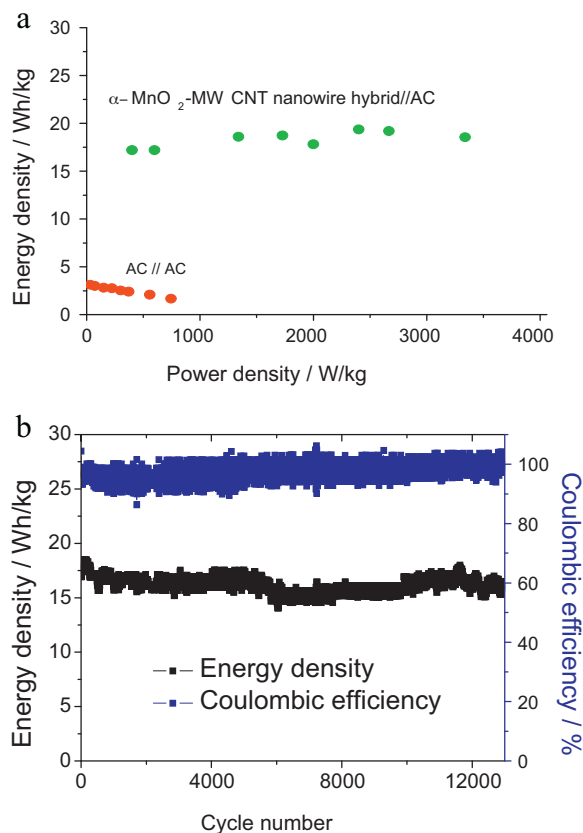 a
30
25
20
15
10
5
0
Energy density / Wh/kg
α– MnO 2-MW CNT nanowire hybrid//AC
AC // AC
0 1000 2000 3000 4000
Power density / W/kg
b
30
25
20
15
10
5
0
Energy density / Wh/kg
Energy density
Coulombic efficiency
100
80
60
40
20
0
Coulombic efficiency / %
0 4000 8000 12000
Cycle number